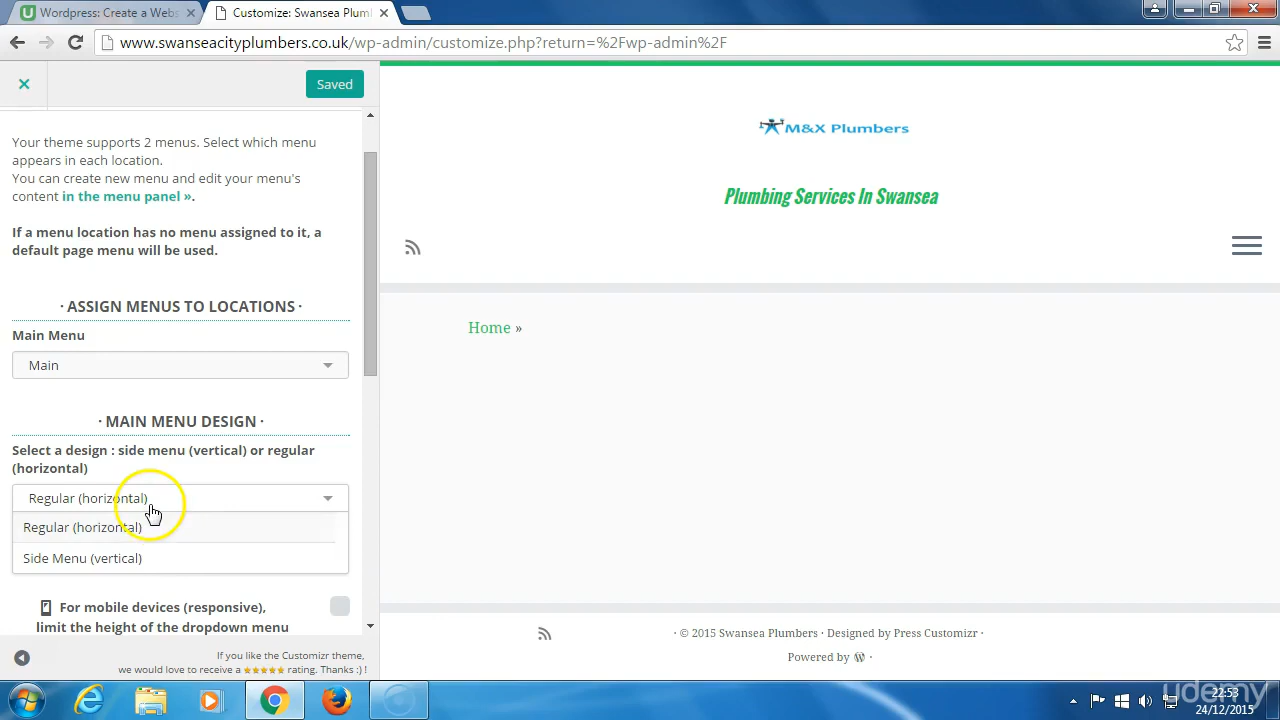 Wordpress: Create a Webs
Customize: Swansea Plum
www.swanseacityplumbers.co.uk/wp-admin/customize.php?return=%2Fwp-admin%2F
Saved
Your theme supports 2 menus. Select which menu
appears in each location.
You can create new menu and edit your menu's
content in the menu panel ».
If a menu location has no menu assigned to it, a
default page menu will be used.
· ASSIGN MENUS TO LOCATIONS ·
Main Menu
Main
· MAIN MENU DESIGN ·
Select a design : side menu (vertical) or regular
(horizontal)
Regular (horizontal)
Regular (horizontal)
Side Menu (vertical)
For mobile devices (responsive),
limit the height of the dropdown menu
If you like the Customizr theme,
we would love to receive a ★★★★★ rating. Thanks :) !
M&X Plumbers
Plumbing Services In Swansea
Home »
· © 2015 Swansea Plumbers · Designed by Press Customizr ·
Powered by ·
udemy
22:53
24/12/2015